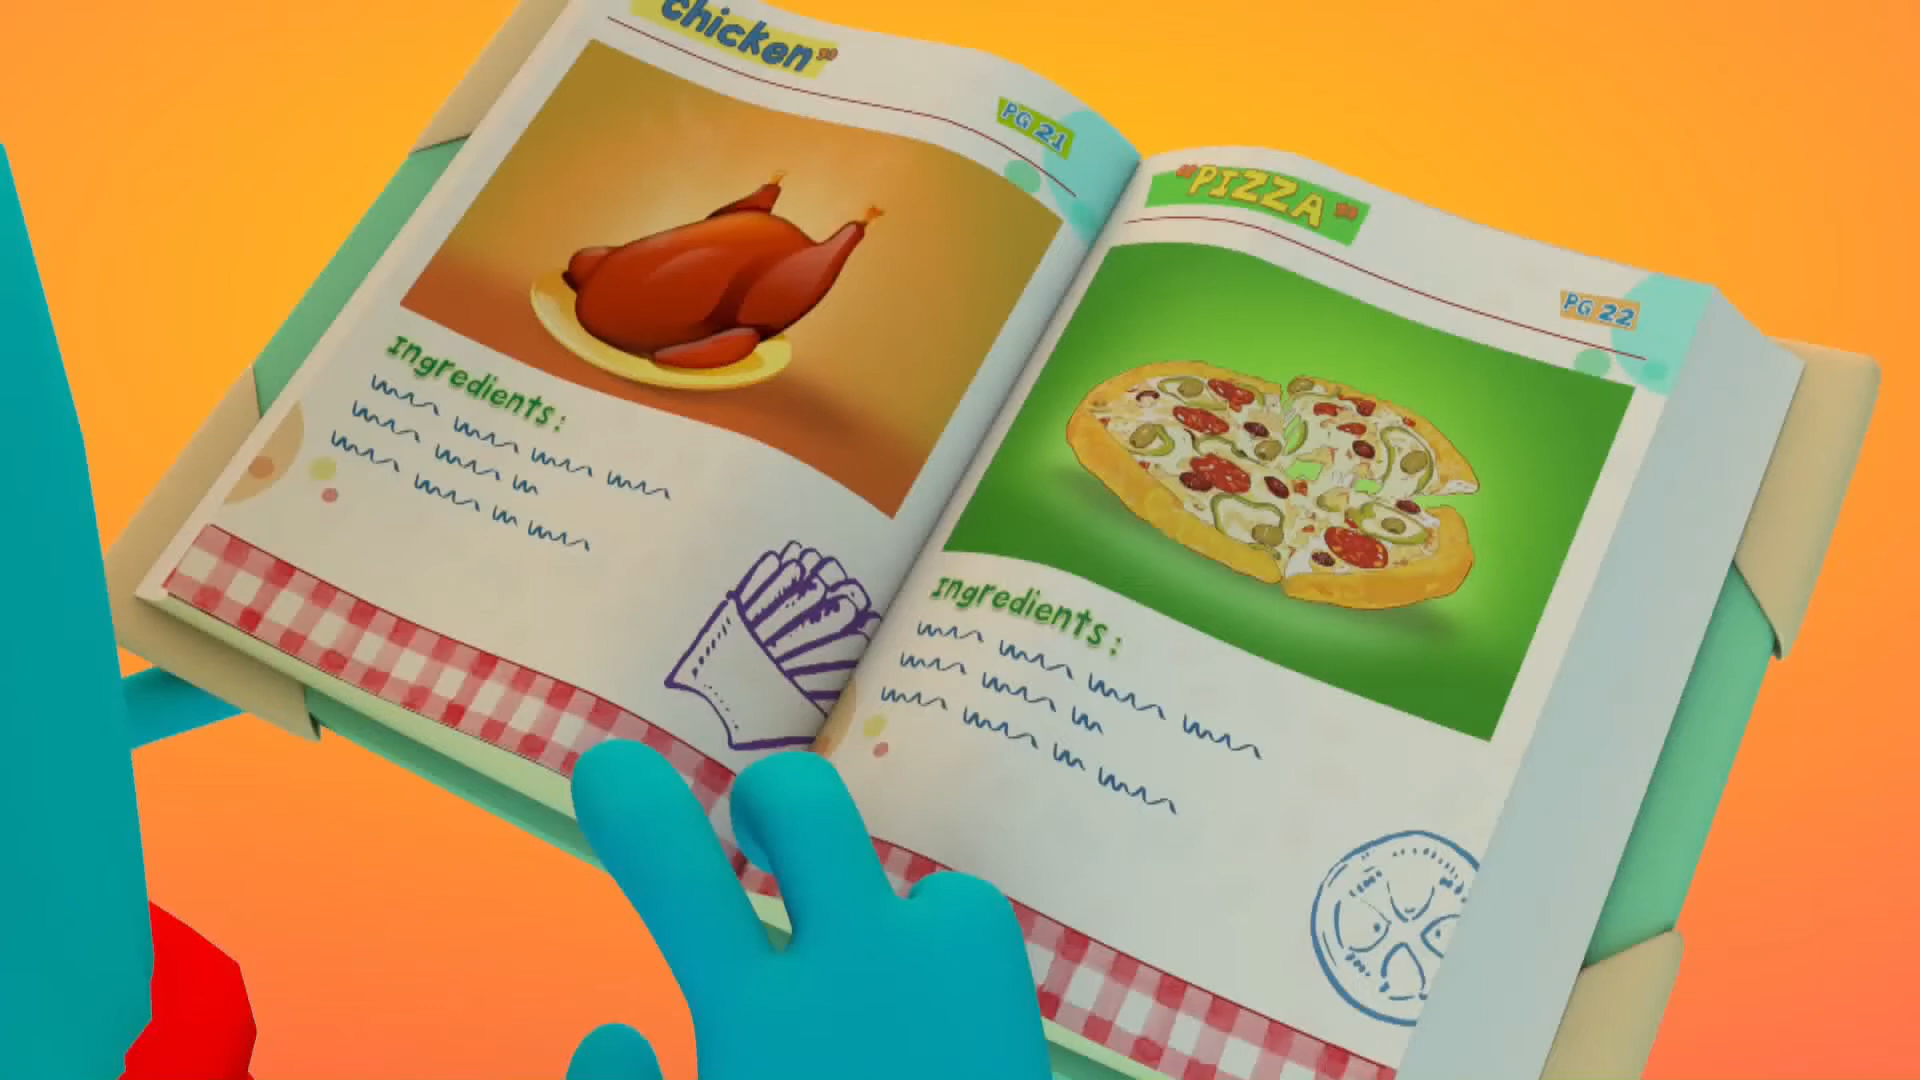 Chicken"
PG 21
Ingredients:
"PIZZA"
PG 22
Ingredients: